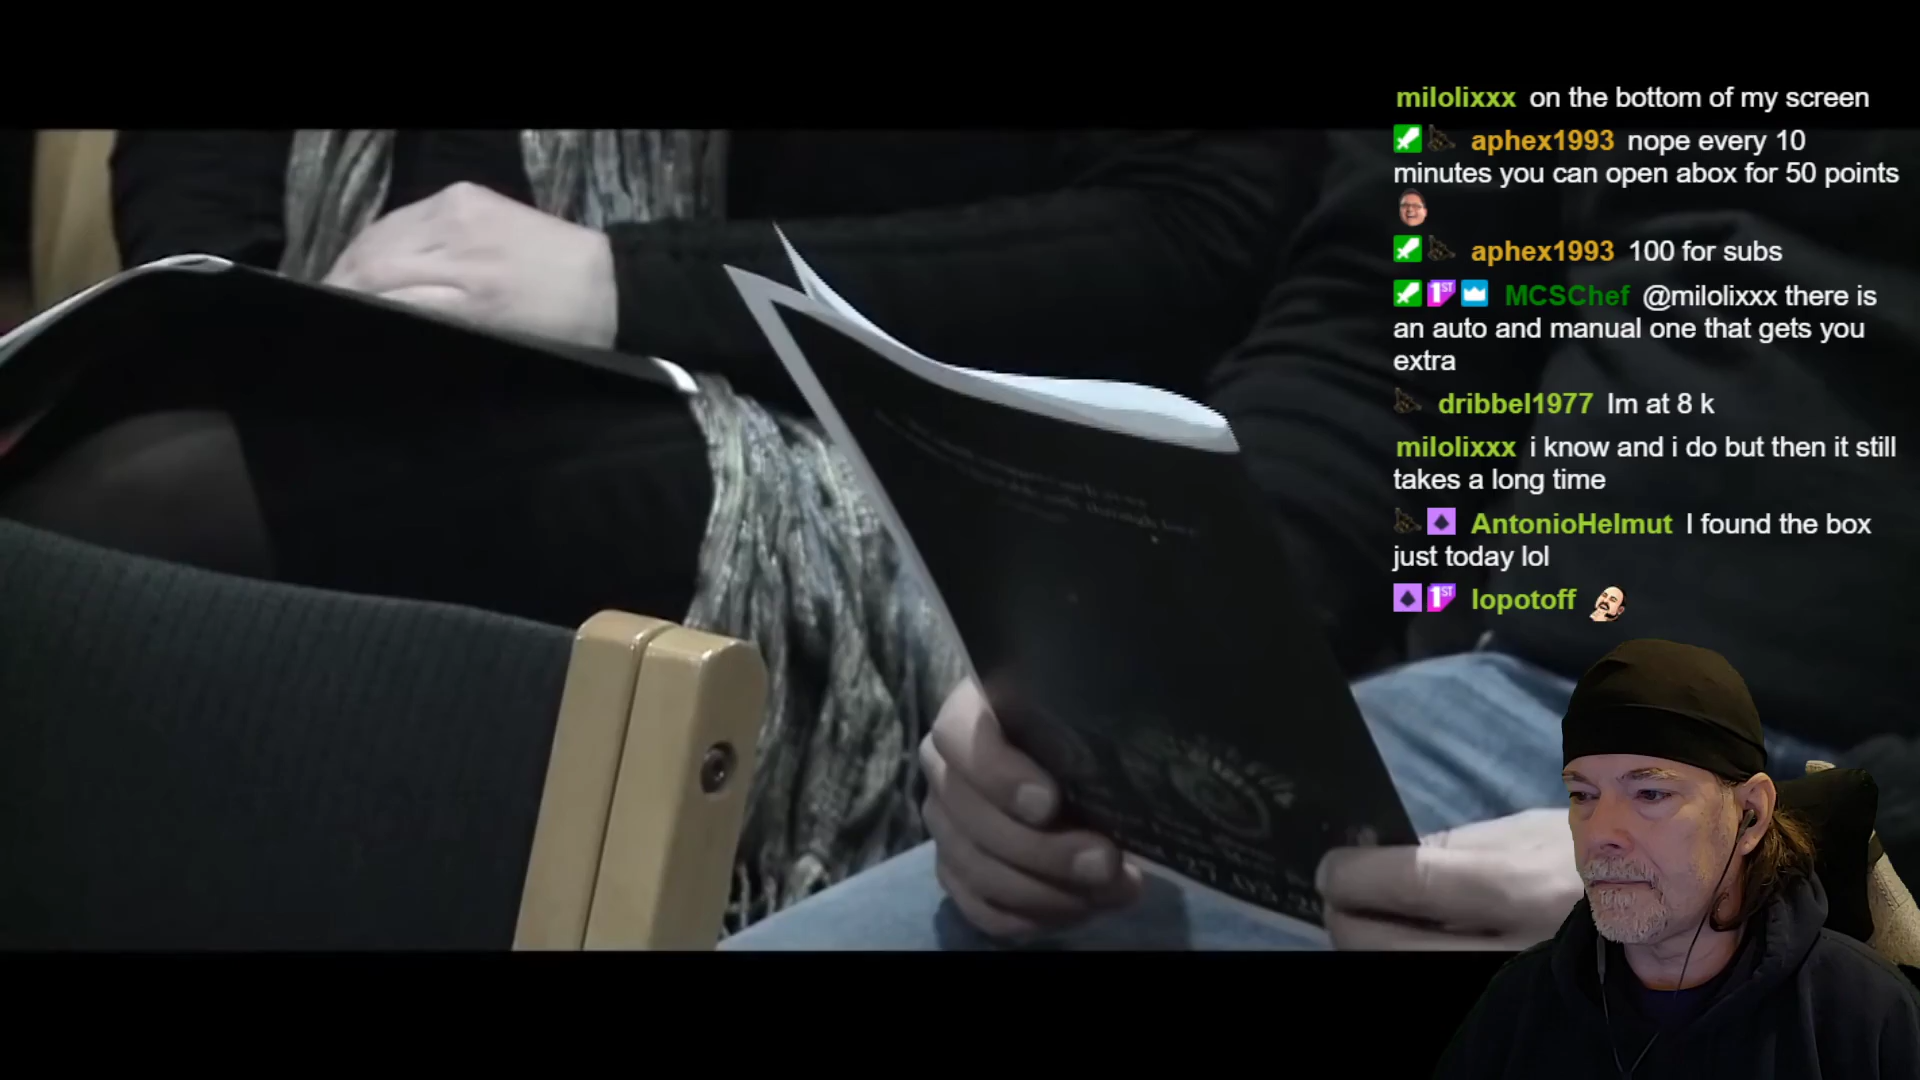 milolixxx on the bottom of my screen
aphex1993 nope every 10
minutes you can open abox for 50 points
aphex1993 100 for subs
1ST MCSChef @milolixxx there is
an auto and manual one that gets you
extra
dribbel1977 Im at 8 k
milolixxx i know and i do but then it still
takes a long time
AntonioHelmut I found the box
just today lol
1ST lopotoff